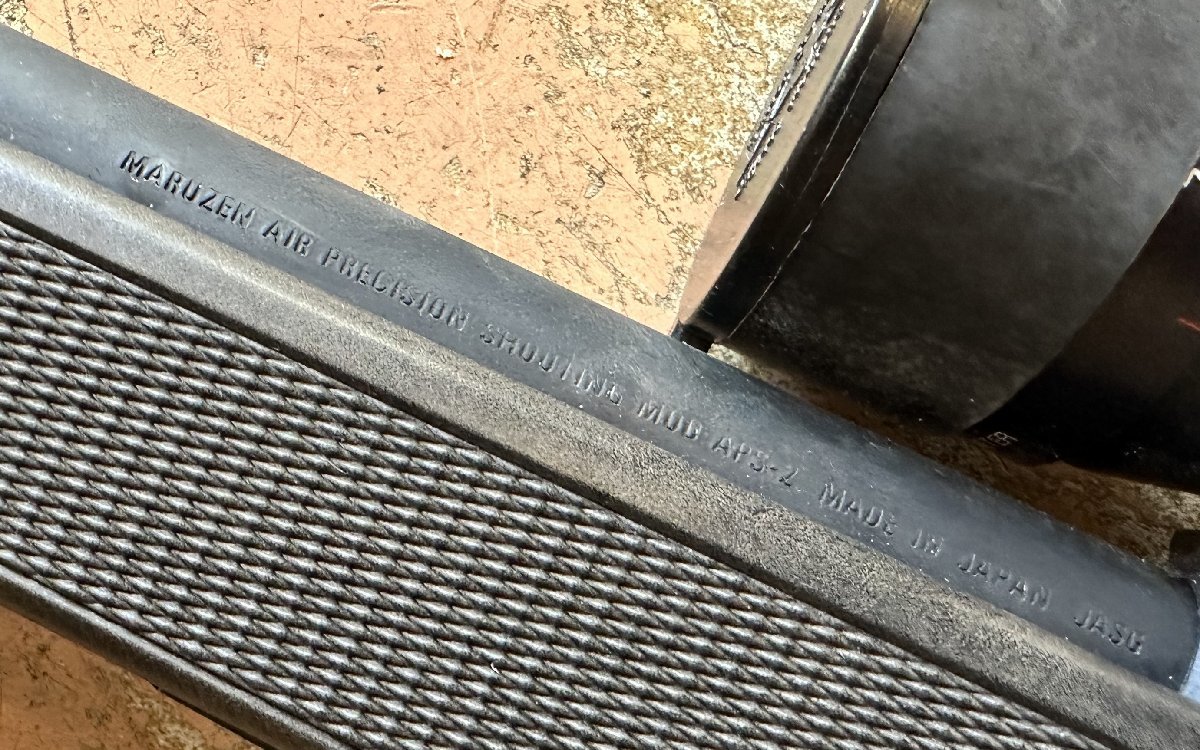 MARUZEN AIR PRECISION SHOOTING MOD APS-2 MADE IN JAPAN JASG